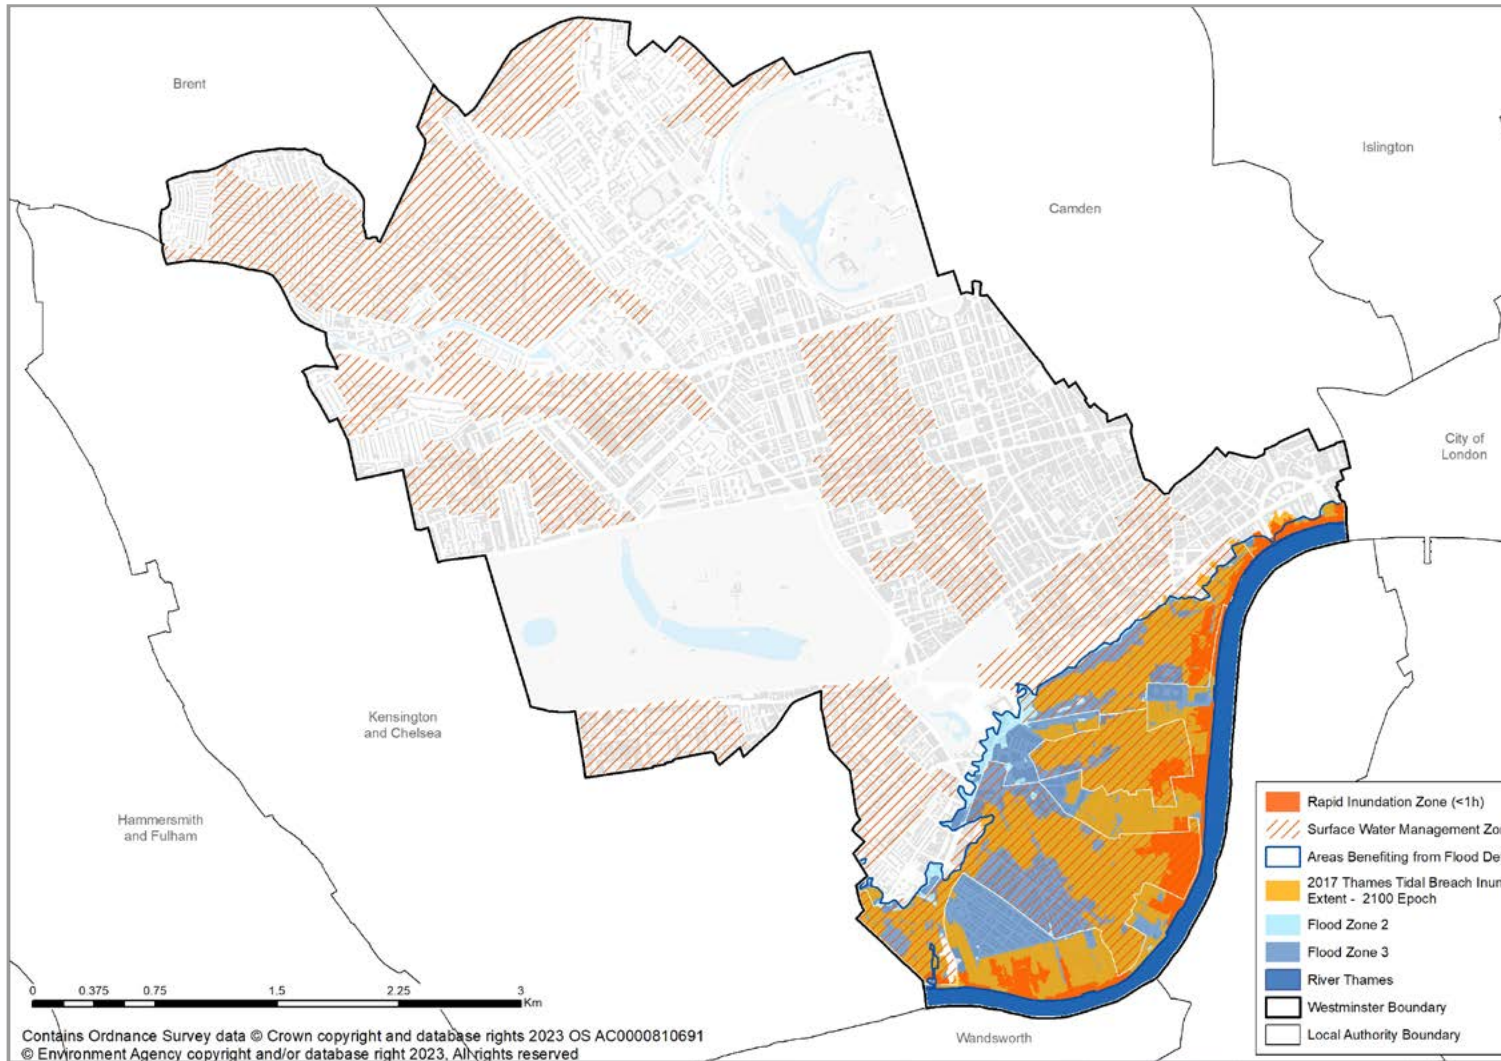 Brent
Islington
Camden
City of
London
Kensington
and Chelsea
Hammersmith
and Fulham
Wandsworth
Rapid Inundation Zone (<1h)
Surface Water Management Zo
Areas Benefiting from Flood De
2017 Thames Tidal Breach Inun
Extent - 2100 Epoch
Flood Zone 2
Flood Zone 3
River Thames
Westminster Boundary
Local Authority Boundary
0 0.375 0.75 1.5 2.25 3
Km
Contains Ordnance Survey data © Crown copyright and database rights 2023 OS AC0000810691
© Environment Agency copyright and/or database right 2023, All rights reserved